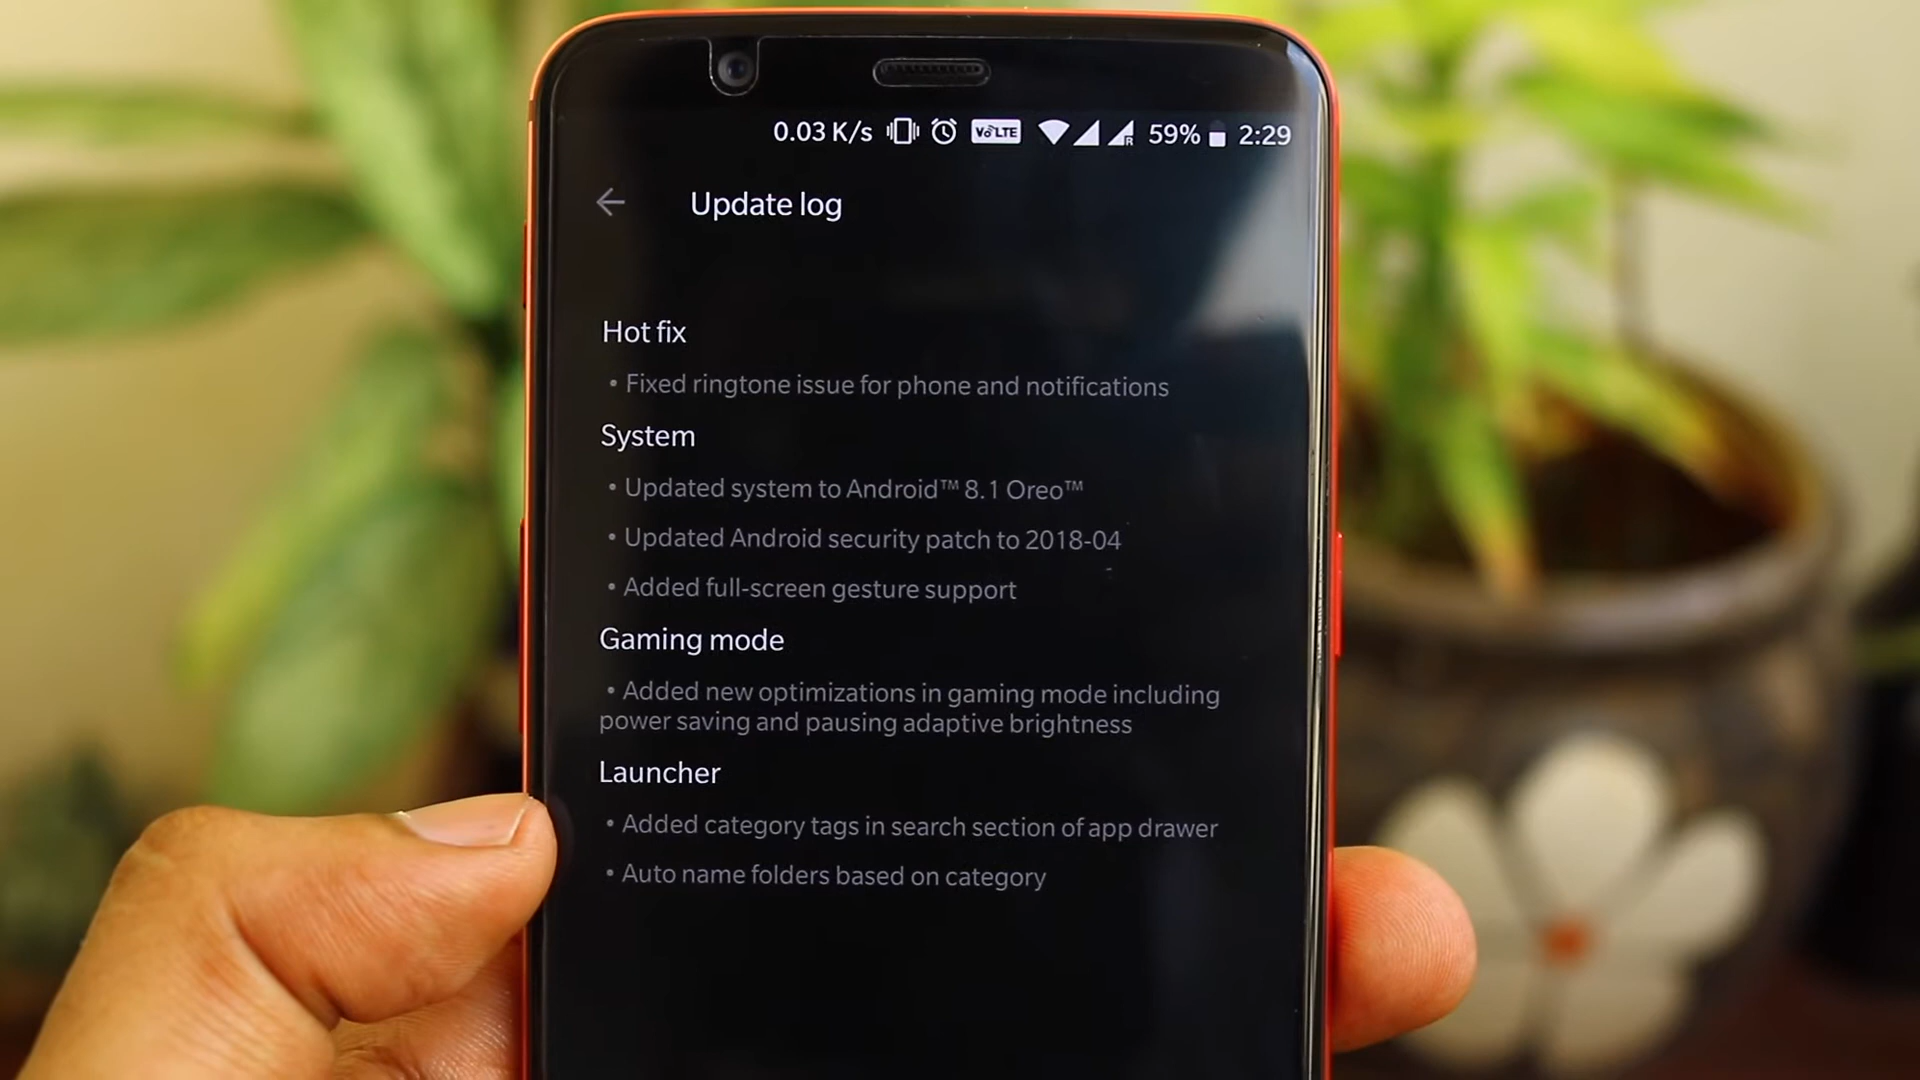 0.03 K/s VoLTE R 59% 2:29
Update log
Hot fix
• Fixed ringtone issue for phone and notifications
System
• Updated system to Android™ 8.1 Oreo™
• Updated Android security patch to 2018-04
• Added full-screen gesture support
Gaming mode
• Added new optimizations in gaming mode including
power saving and pausing adaptive brightness
Launcher
• Added category tags in search section of app drawer
• Auto name folders based on category